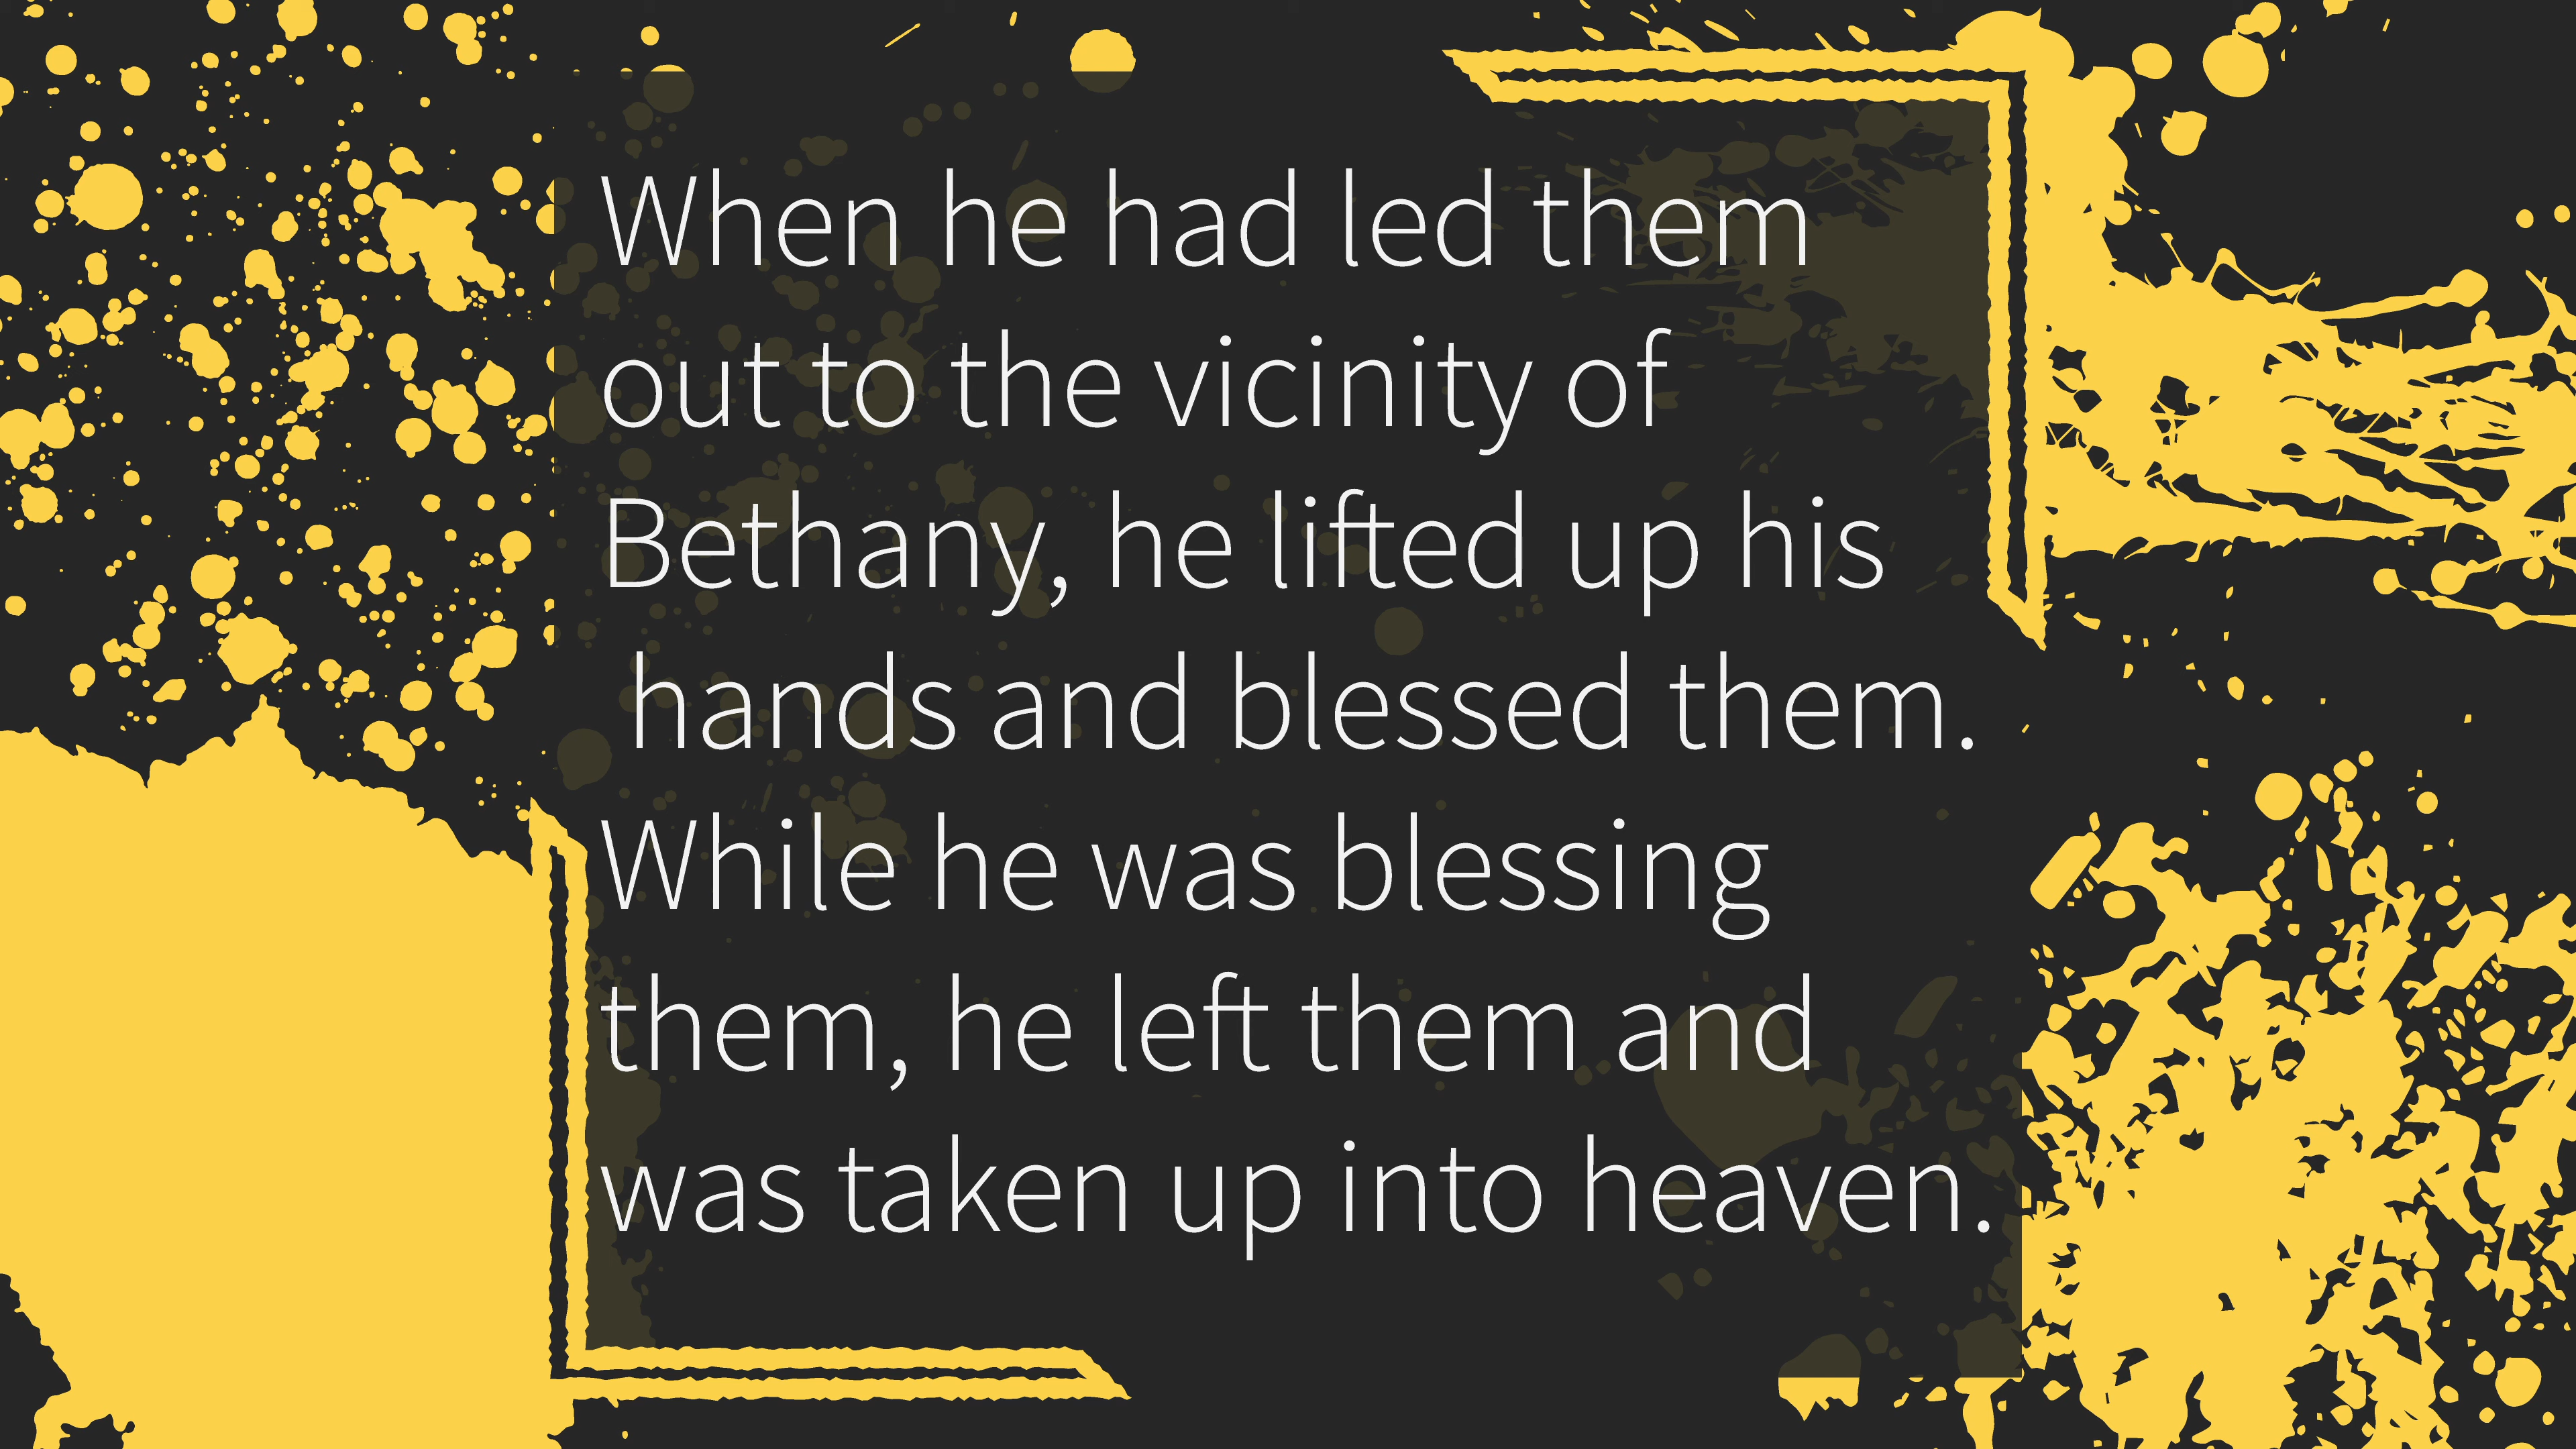 When he had led them
out to the vicinity of
Bethany, he lifted up his
hands and blessed them.
While he was blessing
them, he left them and
was taken up into heaven.